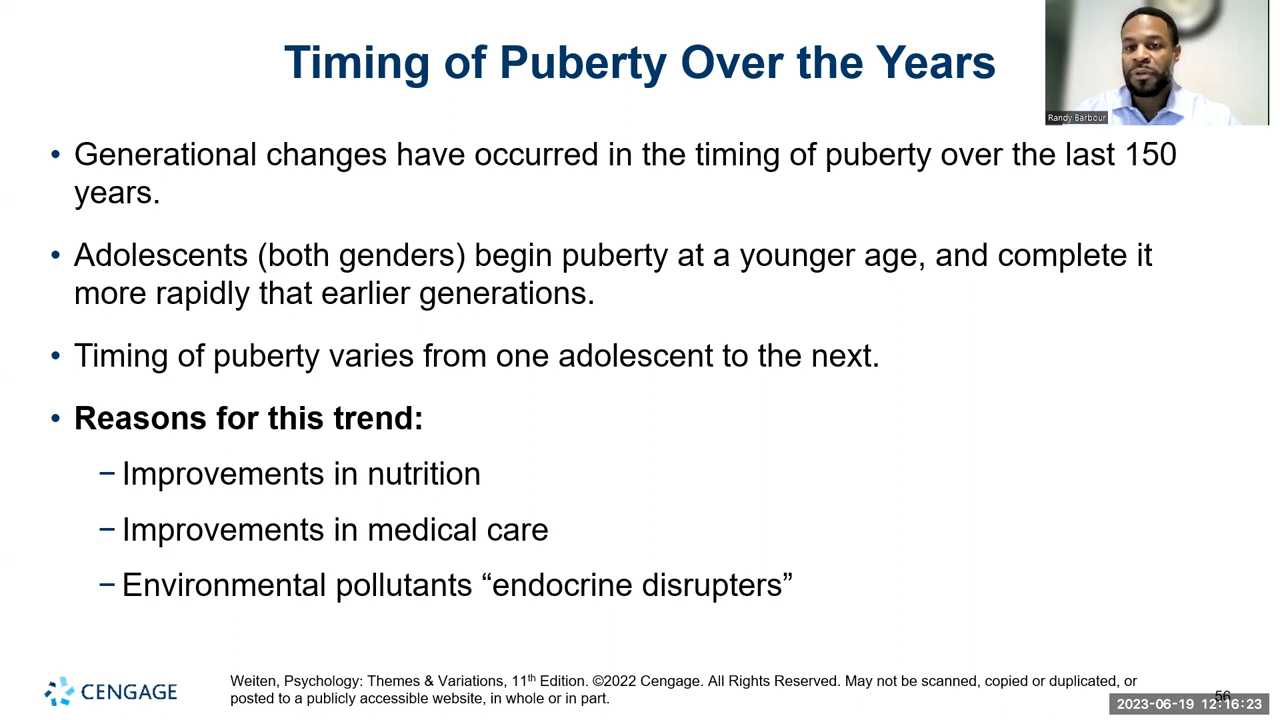 Timing of Puberty Over the Years
Randy Barbour
• Generational changes have occurred in the timing of puberty over the last 150
years.
• Adolescents (both genders) begin puberty at a younger age, and complete it
more rapidly that earlier generations.
• Timing of puberty varies from one adolescent to the next.
• Reasons for this trend:
− Improvements in nutrition
− Improvements in medical care
− Environmental pollutants “endocrine disrupters”
CENGAGE
Weiten, Psychology: Themes & Variations, 11th Edition. ©2022 Cengage. All Rights Reserved. May not be scanned, copied or duplicated, or
posted to a publicly accessible website, in whole or in part.
56
2023-06-19 12:16:23